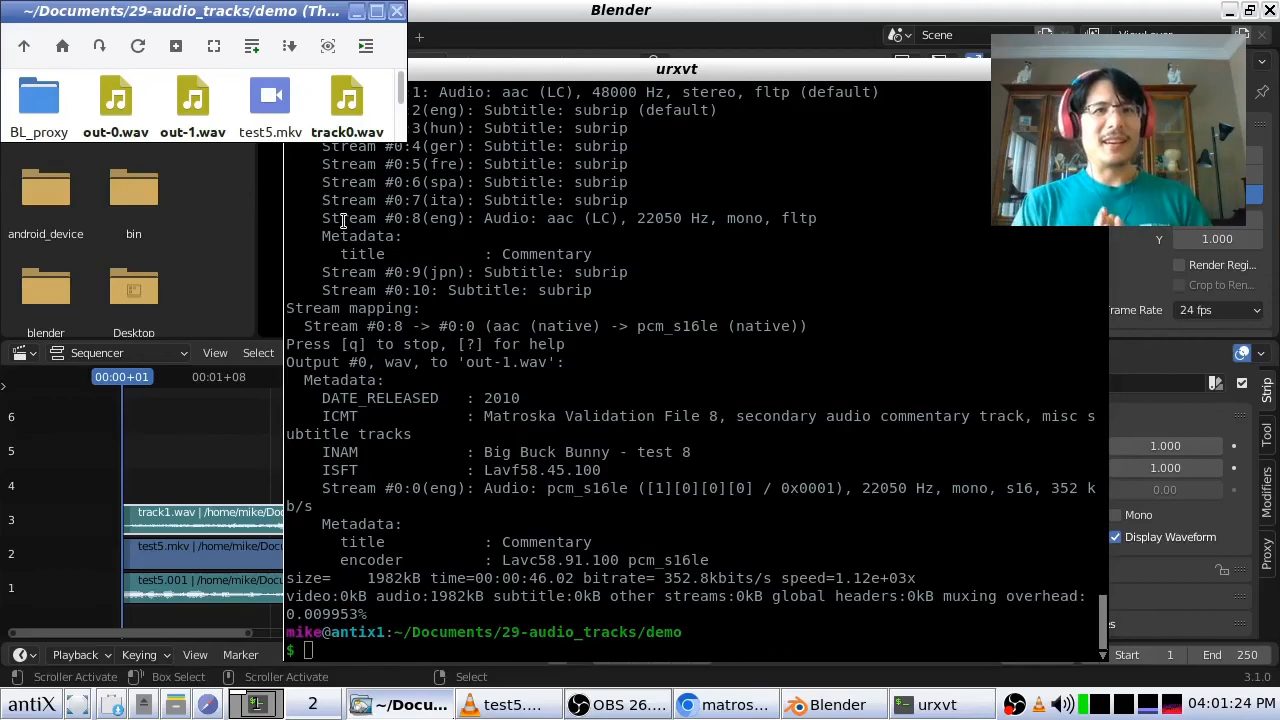 ~/Documents/29-audio_tracks/demo (Th...
Blender
Scene
ViewLayer
BL_proxy
out-0.wav
out-1.wav
test5.mkv
track0.wav
urxvt
1: Audio: aac (LC), 48000 Hz, stereo, fltp (default)
2(eng): Subtitle: subrip (default)
3(hun): Subtitle: subrip
Stream #0:4(ger): Subtitle: subrip
Stream #0:5(fre): Subtitle: subrip
Stream #0:6(spa): Subtitle: subrip
Stream #0:7(ita): Subtitle: subrip
Stream #0:8(eng): Audio: aac (LC), 22050 Hz, mono, fltp
Metadata:
title : Commentary
Stream #0:9(jpn): Subtitle: subrip
Stream #0:10: Subtitle: subrip
Stream mapping:
Stream #0:8 -> #0:0 (aac (native) -> pcm_s16le (native))
Press [q] to stop, [?] for help
Output #0, wav, to 'out-1.wav':
Metadata:
DATE_RELEASED : 2010
ICMT : Matroska Validation File 8, secondary audio commentary track, misc s
ubtitle tracks
INAM : Big Buck Bunny - test 8
ISFT : Lavf58.45.100
Stream #0:0(eng): Audio: pcm_s16le ([1][0][0][0] / 0x0001), 22050 Hz, mono, s16, 352 k
b/s
Metadata:
title : Commentary
encoder : Lavc58.91.100 pcm_s16le
size= 1982kB time=00:00:46.02 bitrate= 352.8kbits/s speed=1.12e+03x
video:0kB audio:1982kB subtitle:0kB other streams:0kB global headers:0kB muxing overhead:
0.009953%
mike@antix1:~/Documents/29-audio_tracks/demo
$
android_device
bin
blender
Desktop
Sequencer
View
Select
00:00+01
00:01+08
6
5
4
3
2
1
track1.wav | /home/mike/Doc
test5.mkv | /home/mike/Docu
test5.001 | /home/mike/Docu
Y 1.000
Render Regi...
Crop to Ren...
Frame Rate 24 fps
1.000
1.000
0.00
Mono
Display Waveform
Strip
Tool
Modifiers
Proxy
Playback
Keying
View
Marker
Start 1
End 250
Scroller Activate
Box Select
Scroller Activate
Select
3.1.0
antiX
2
~/Docu...
test5....
OBS 26....
matros...
Blender
urxvt
04:01:24 PM